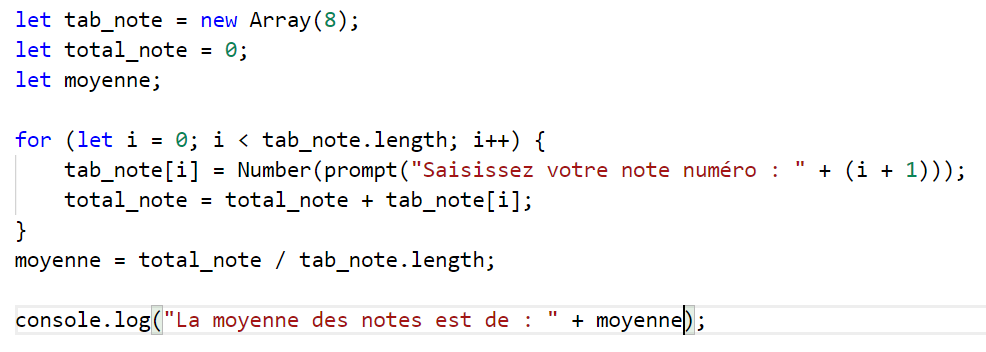 let tab_note = new Array(8);
let total_note = 0;
let moyenne;
for (let i = 0; i < tab_note.length; i++) {
tab_note[i] = Number(prompt("Saisissez votre note numéro : " + (i + 1)));
total_note = total_note + tab_note[i];
}
moyenne = total_note / tab_note.length;
console.log("La moyenne des notes est de : " + moyenne);